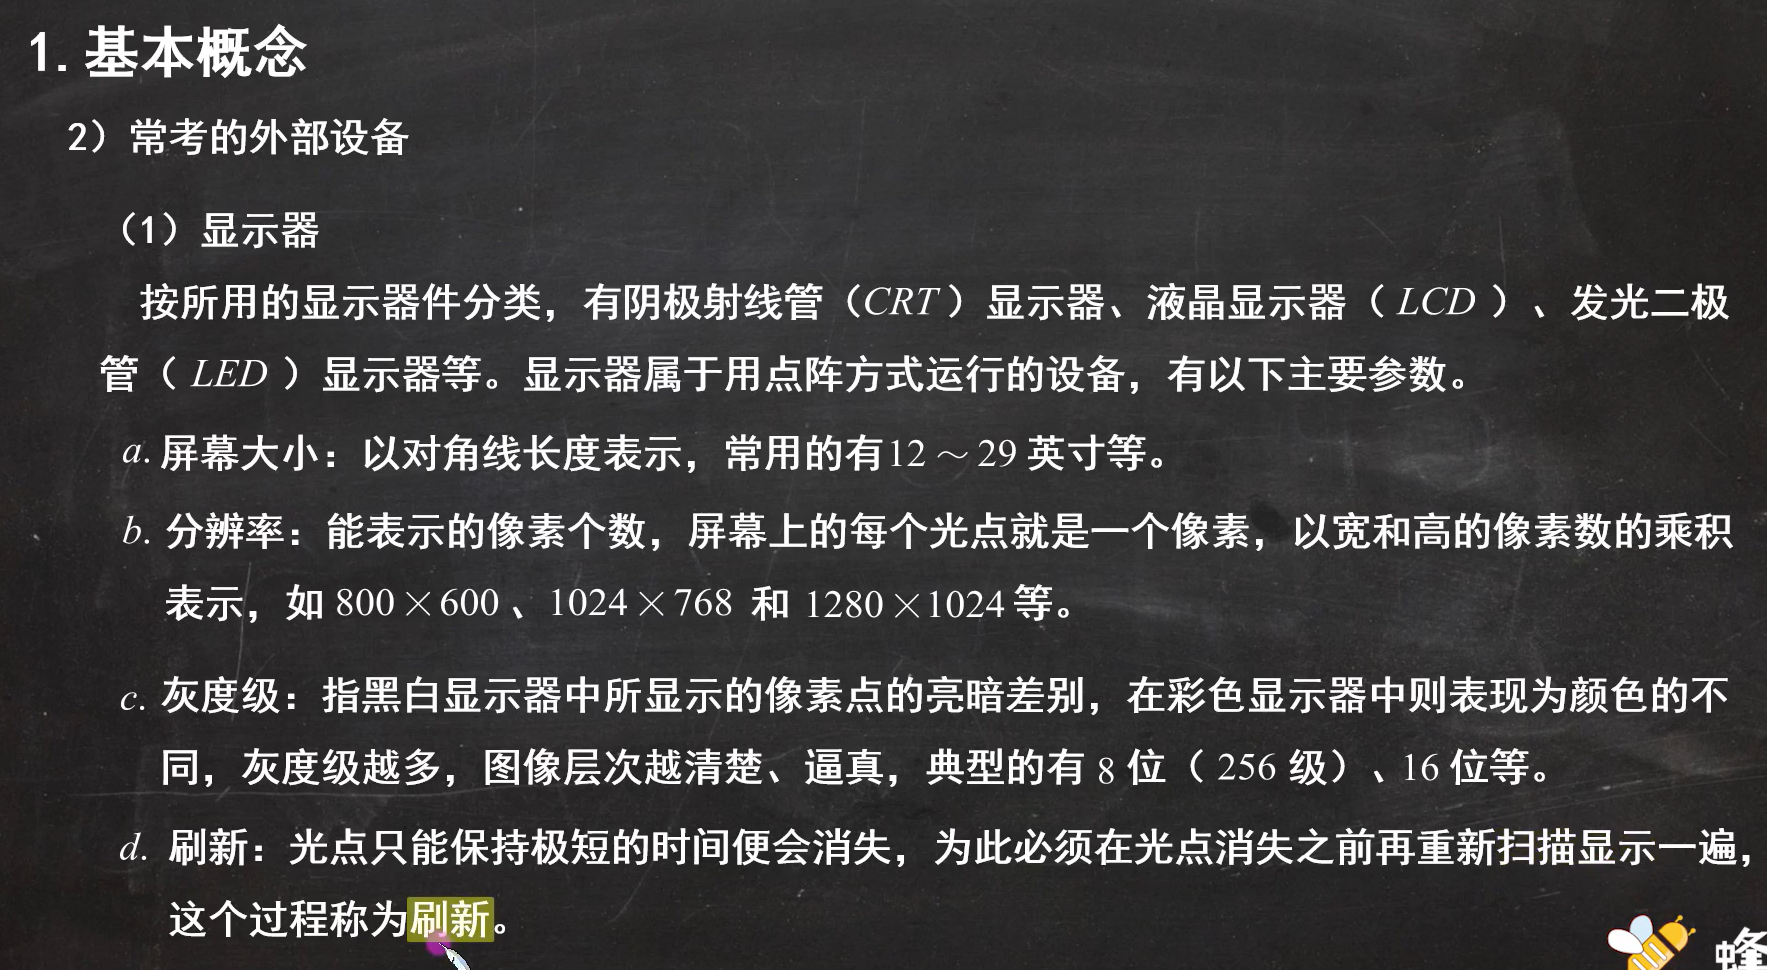 1.基本概念
2）常考的外部设备
（1）显示器
按所用的显示器件分类，有阴极射线管（CRT）显示器、液晶显示器（ LCD ）、发光二极
管（ LED ）显示器等。显示器属于用点阵方式运行的设备，有以下主要参数。
a. 屏幕大小：以对角线长度表示，常用的有12～29 英寸等。
b. 分辨率：能表示的像素个数，屏幕上的每个光点就是一个像素，以宽和高的像素数的乘积
表示，如 800×600 、1024×768 和 1280×1024等。
c. 灰度级：指黑白显示器中所显示的像素点的亮暗差别，在彩色显示器中则表现为颜色的不
同，灰度级越多，图像层次越清楚、逼真，典型的有 8 位（ 256 级）、16 位等。
d. 刷新：光点只能保持极短的时间便会消失，为此必须在光点消失之前再重新扫描显示一遍，
这个过程称为刷新。
蜂